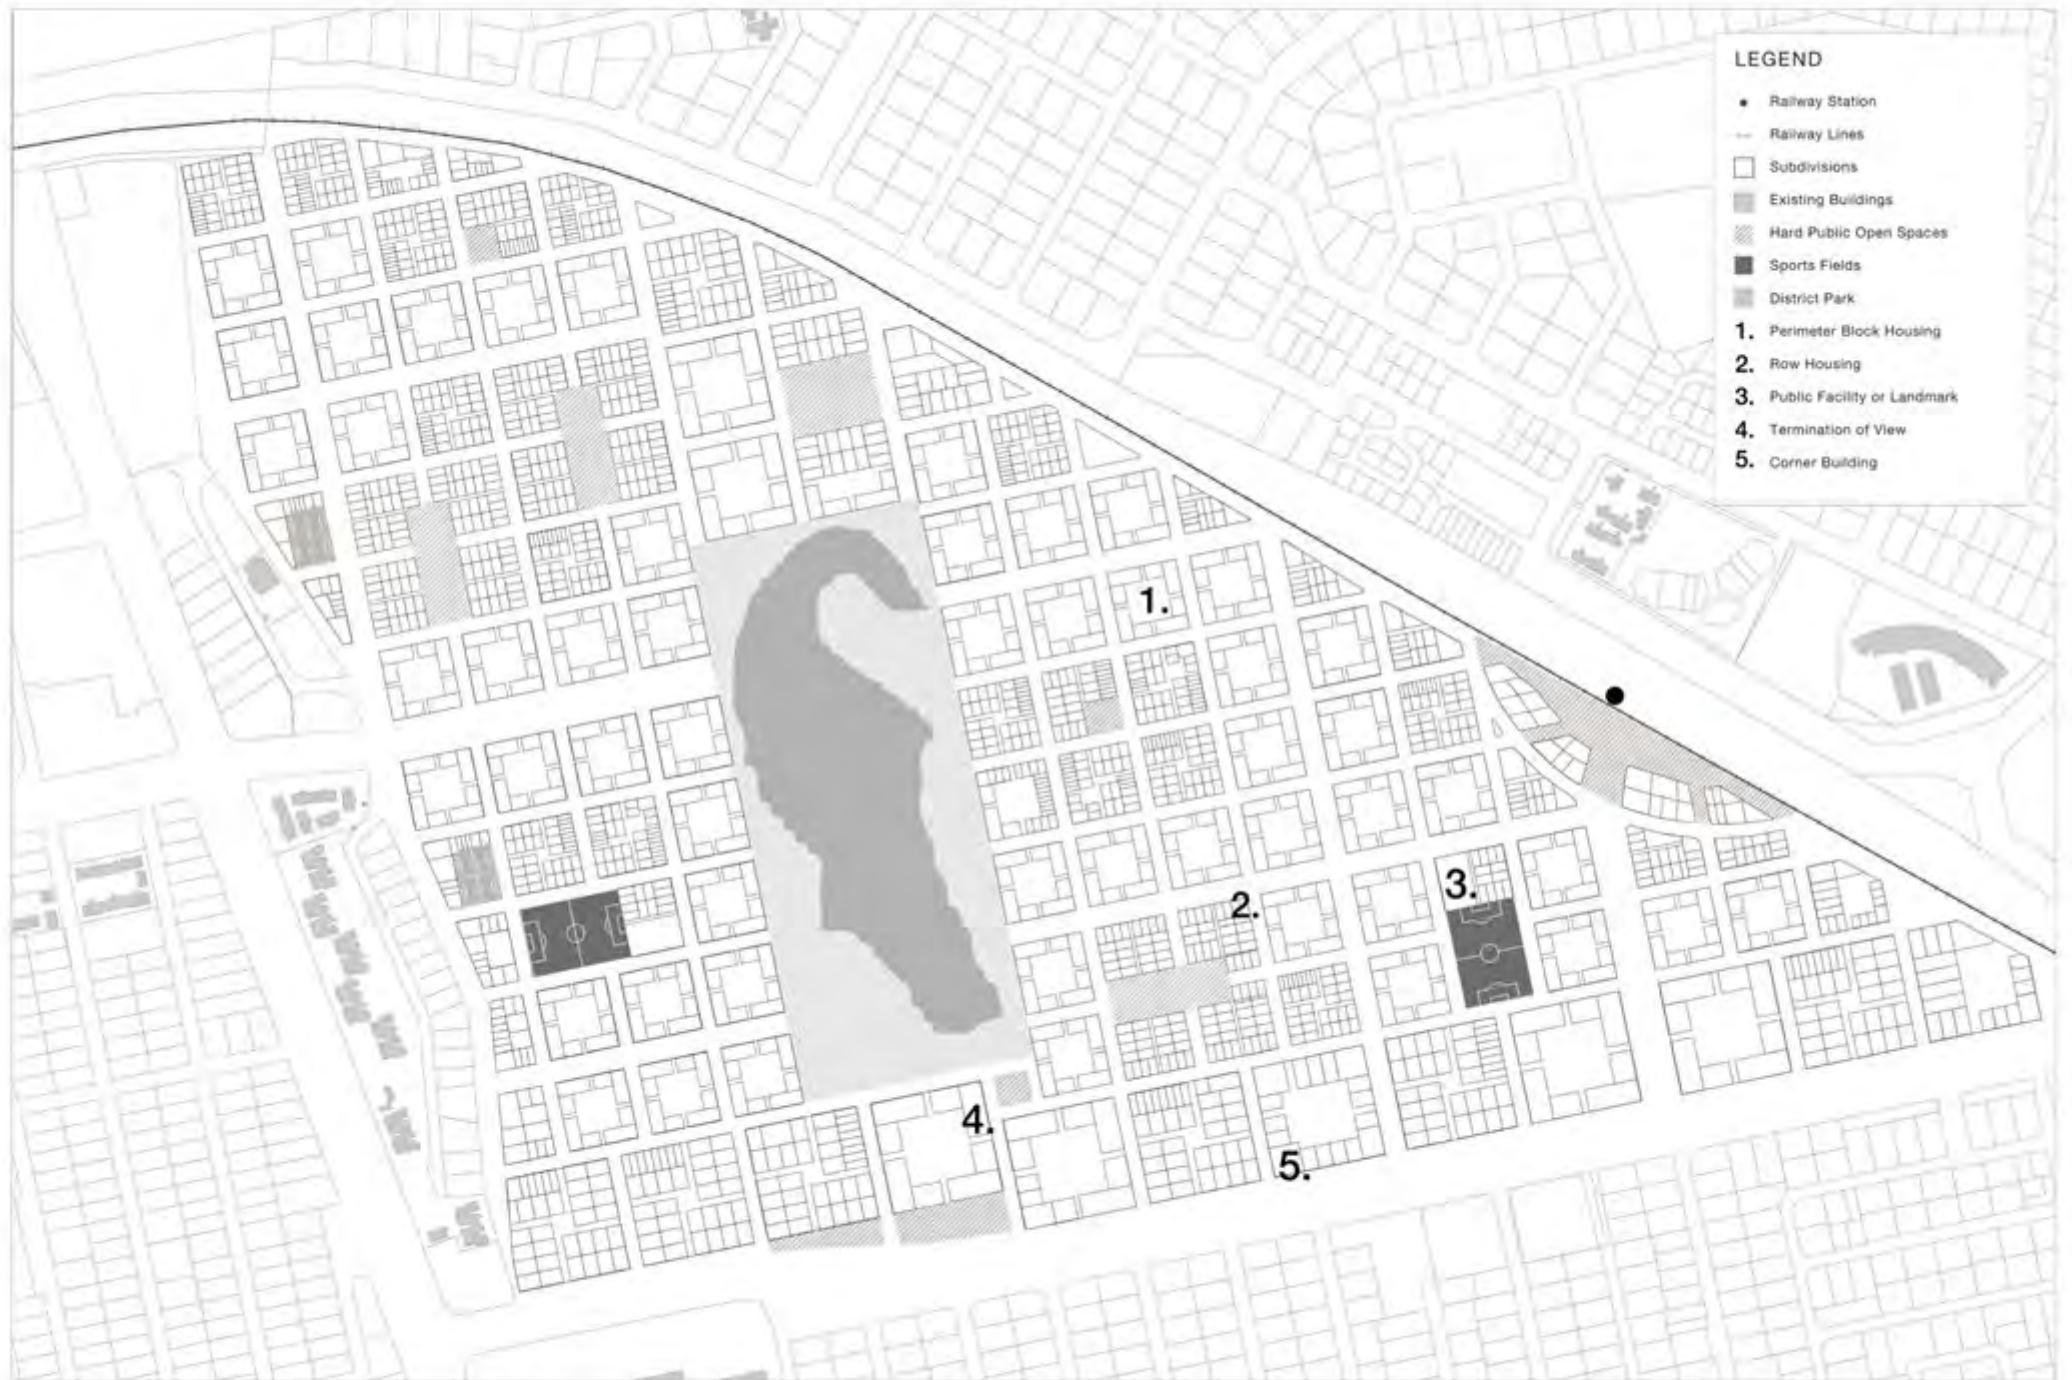 LEGEND
Railway Station
Railway Lines
Subdivisions
Existing Buildings
Hard Public Open Spaces
Sports Fields
District Park
1. Perimeter Block Housing
2. Row Housing
3. Public Facility or Landmark
4. Termination of View
5. Corner Building
1.
2.
3.
4.
5.